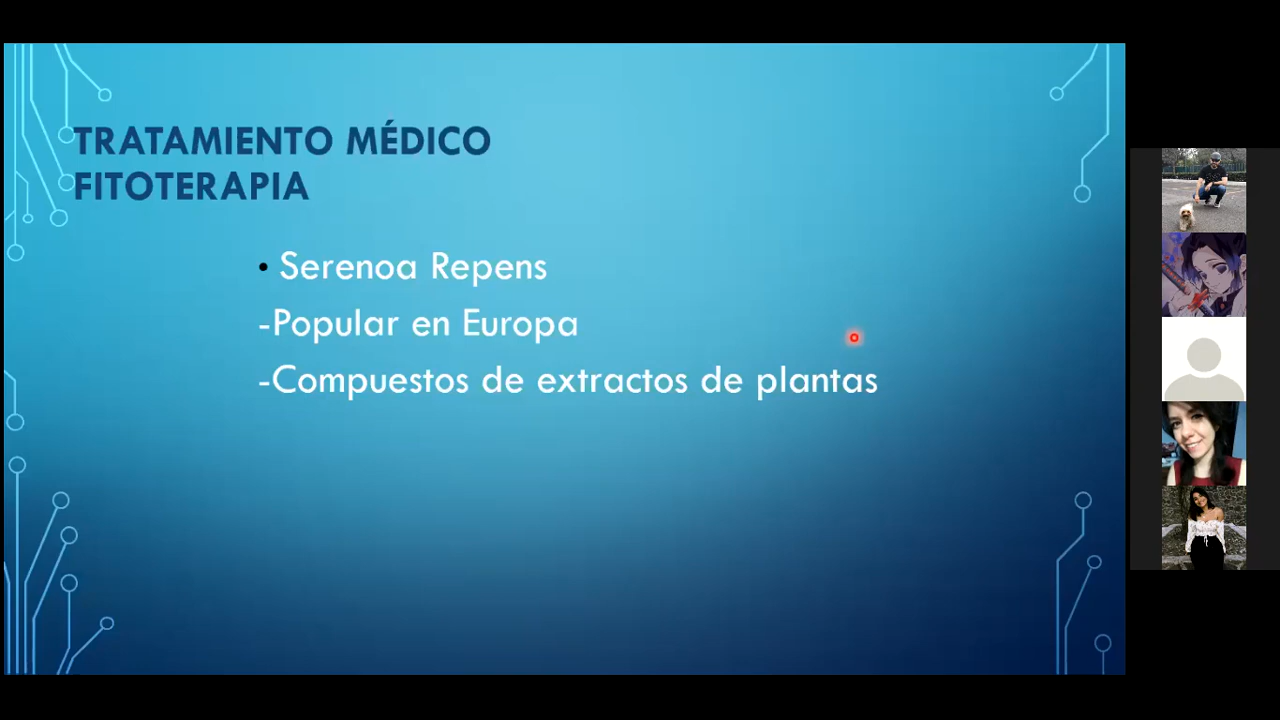 TRATAMIENTO MÉDICO
FITOTERAPIA
• Serenoa Repens
-Popular en Europa
-Compuestos de extractos de plantas